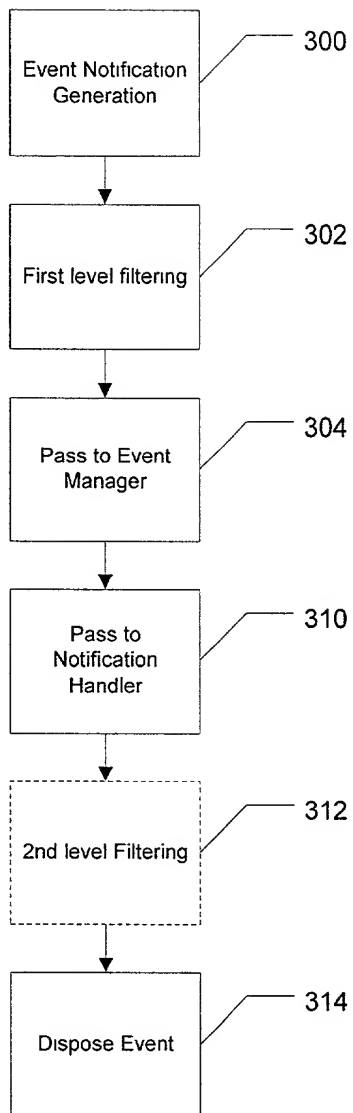 Event Notification
Generation
300
First level filtering
302
Pass to Event
Manager
304
Pass to
Notification
Handler
310
2nd level Filtering
312
Dispose Event
314